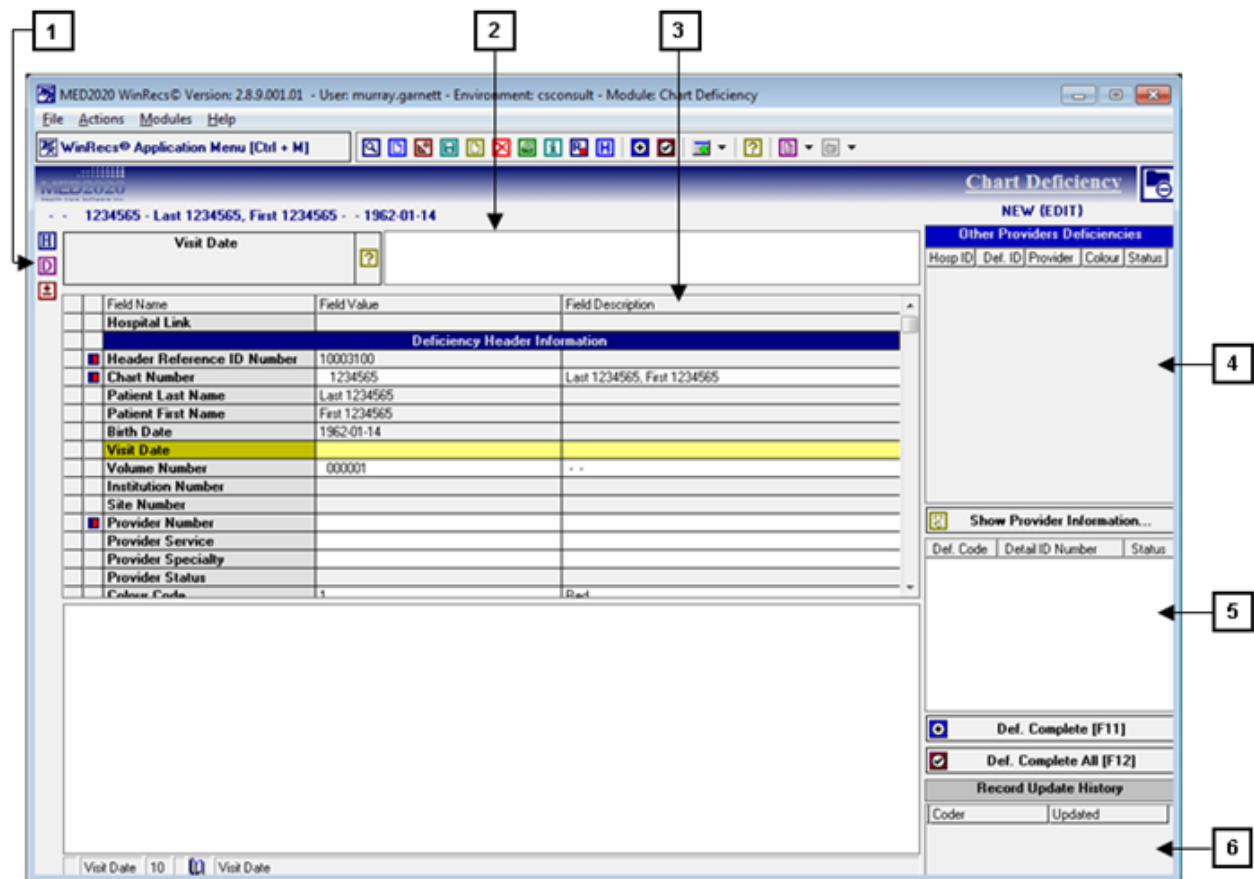 1 2 3
MED2020 WinRecs© Version: 2.8.9.001.01 - User: murray.garnett - Environment: csconsult - Module: Chart Deficiency
File Actions Modules Help
WinRecs© Application Menu [Ctrl + M]
MED2020
Chart Deficiency
- - 1234565 - Last 1234565, First 1234565 - - 1962-01-14
NEW (EDIT)
Visit Date
Other Providers Deficiencies
Hosp ID Def. ID Provider Colour Status
Field Name Field Value Field Description
Hospital Link
Deficiency Header Information
Header Reference ID Number 10003100
Chart Number 1234565 Last 1234565, First 1234565
4
Patient Last Name Last 1234565
Patient First Name First 1234565
Birth Date 1962-01-14
Visit Date
Volume Number 000001 - -
Institution Number
Site Number
Provider Number
Show Provider Information...
Provider Service
Def. Code Detail ID Number Status
Provider Specialty
Provider Status
Colour Code 1 Red
5
Def. Complete [F11]
Def. Complete All [F12]
Record Update History
Coder Updated
6
Visit Date 10 Visit Date